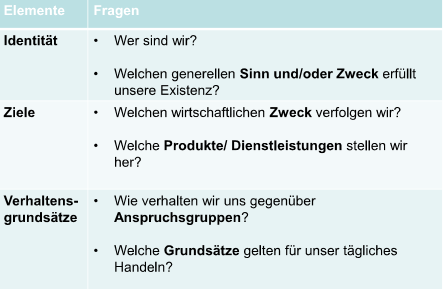 Elemente Fragen
Identität • Wer sind wir?
• Welchen generellen Sinn und/oder Zweck erfüllt
unsere Existenz?
Ziele • Welchen wirtschaftlichen Zweck verfolgen wir?
• Welche Produkte/ Dienstleistungen stellen wir
her?
Verhaltens- • Wie verhalten wir uns gegenüber
grundsätze Anspruchsgruppen?
• Welche Grundsätze gelten für unser tägliches
Handeln?